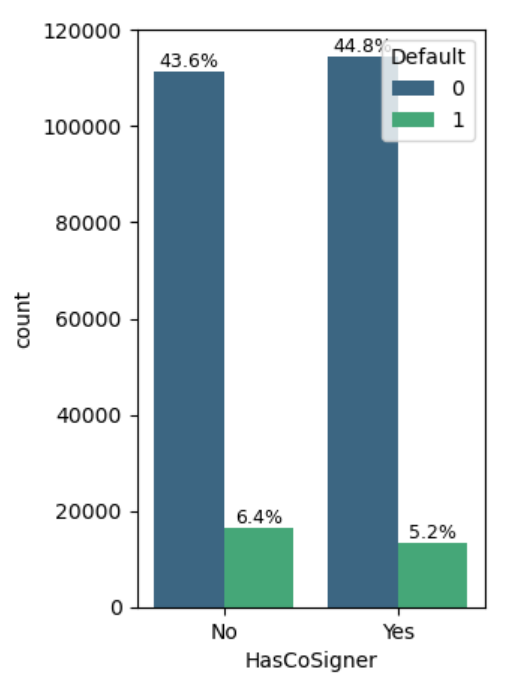 120000
100000
80000
60000
40000
20000
0
count
43.6%
6.4%
44.8%
5.2%
Default
0
1
No
Yes
HasCoSigner